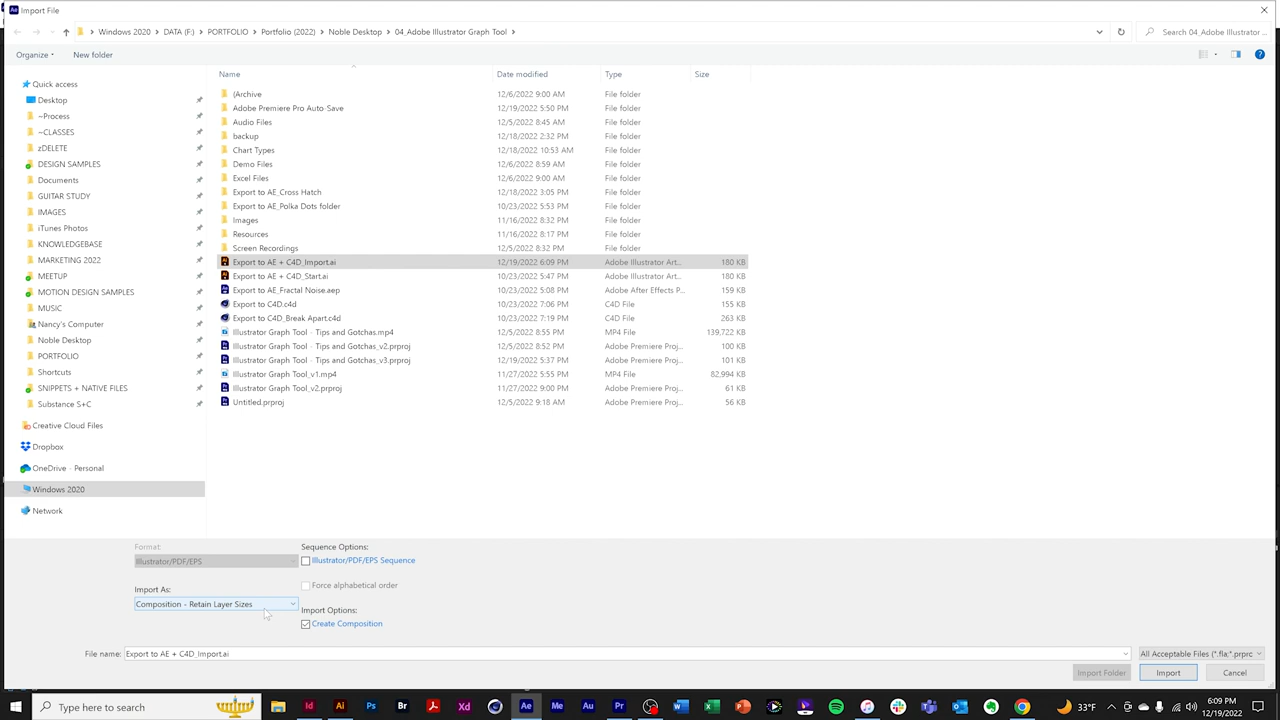 Ae Import File
Windows 2020 > DATA (F:) > PORTFOLIO > Portfolio (2022) > Noble Desktop > 04_Adobe Illustrator Graph Tool >
Search 04_Adobe Illustrator ...
Organize
New folder
Name
Date modified
Type
Size
Quick access
Desktop
~Process
~CLASSES
zDELETE
DESIGN SAMPLES
Documents
GUITAR STUDY
IMAGES
iTunes Photos
KNOWLEDGEBASE
MARKETING 2022
MEETUP
MOTION DESIGN SAMPLES
MUSIC
Nancy's Computer
Noble Desktop
PORTFOLIO
Shortcuts
SNIPPETS + NATIVE FILES
Substance S+C
Creative Cloud Files
Dropbox
OneDrive - Personal
Windows 2020
Network
(Archive 12/6/2022 9:00 AM File folder
Adobe Premiere Pro Auto-Save 12/19/2022 5:50 PM File folder
Audio Files 12/5/2022 8:45 AM File folder
backup 12/18/2022 2:32 PM File folder
Chart Types 12/18/2022 10:53 AM File folder
Demo Files 12/6/2022 8:59 AM File folder
Excel Files 12/6/2022 9:00 AM File folder
Export to AE_Cross Hatch 12/18/2022 3:05 PM File folder
Export to AE_Polka Dots folder 10/23/2022 5:53 PM File folder
Images 11/16/2022 8:32 PM File folder
Resources 11/16/2022 8:17 PM File folder
Screen Recordings 12/5/2022 8:32 PM File folder
Export to AE + C4D_Import.ai 12/19/2022 6:09 PM Adobe Illustrator Art... 180 KB
Export to AE + C4D_Start.ai 10/23/2022 5:47 PM Adobe Illustrator Art... 180 KB
Export to AE_Fractal Noise.aep 10/23/2022 5:08 PM Adobe After Effects P... 159 KB
Export to C4D.c4d 10/23/2022 7:06 PM C4D File 155 KB
Export to C4D_Break Apart.c4d 10/23/2022 7:19 PM C4D File 263 KB
Illustrator Graph Tool - Tips and Gotchas.mp4 12/5/2022 8:55 PM MP4 File 139,722 KB
Illustrator Graph Tool - Tips and Gotchas_v2.prproj 12/5/2022 8:52 PM Adobe Premiere Proj... 100 KB
Illustrator Graph Tool - Tips and Gotchas_v3.prproj 12/19/2022 5:37 PM Adobe Premiere Proj... 101 KB
Illustrator Graph Tool_v1.mp4 11/27/2022 5:55 PM MP4 File 82,994 KB
Illustrator Graph Tool_v2.prproj 11/27/2022 9:00 PM Adobe Premiere Proj... 61 KB
Untitled.prproj 12/5/2022 9:18 AM Adobe Premiere Proj... 56 KB
Format:
Illustrator/PDF/EPS
Import As:
Composition - Retain Layer Sizes
Sequence Options:
Illustrator/PDF/EPS Sequence
Force alphabetical order
Import Options:
Create Composition
File name: Export to AE + C4D_Import.ai
All Acceptable Files (*.fla;*.prprc
Import Folder
Import
Cancel
Type here to search
Id Ai Ps Br Xd Ae Me Au Pr
33°F
6:09 PM
12/19/2022